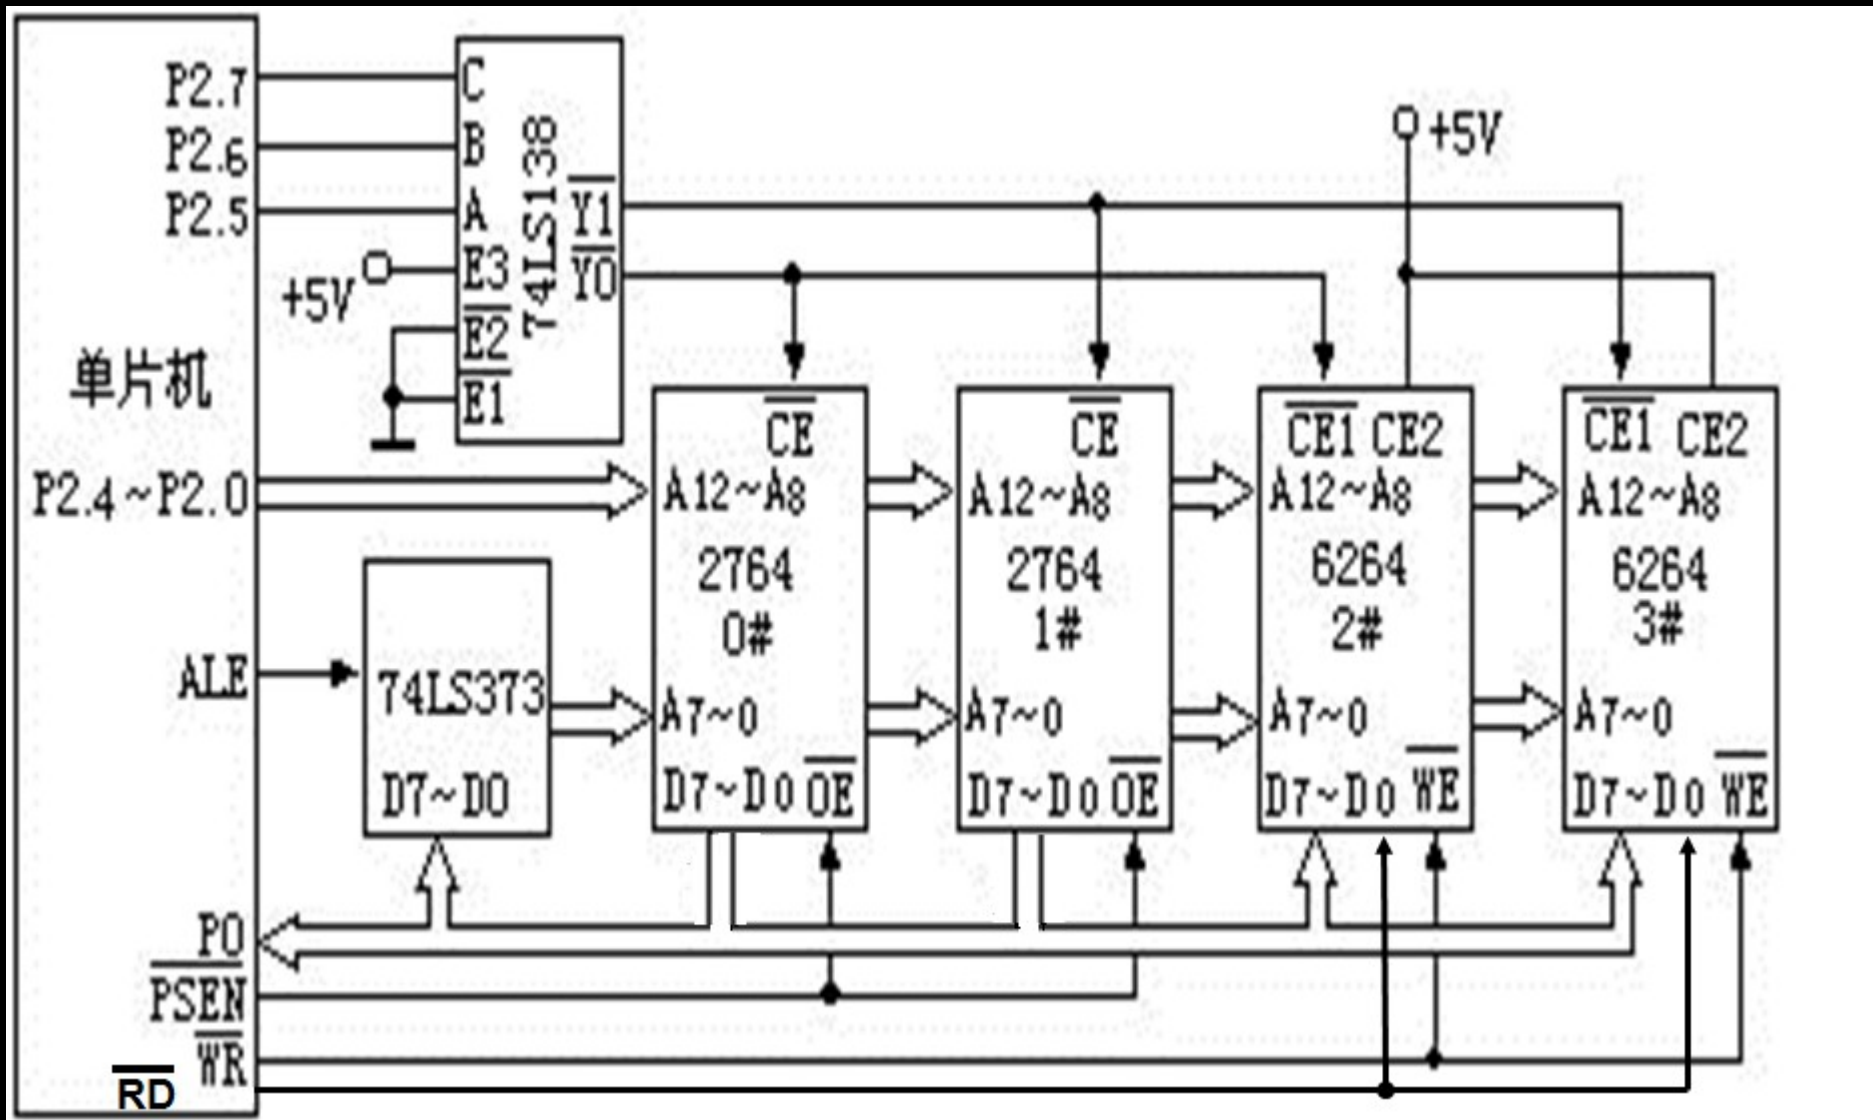 P2.7
P2.6
P2.5
+5V
单片机
P2.4~P2.0
ALE
P0
PSEN
WR
RD
C
B
A
E3
E2
E1
74LS138
Y1
Y0
+5V
74LS373
D7~D0
CE
A12~A8
2764
0#
A7~0
D7~D0 OE
CE
A12~A8
2764
1#
A7~0
D7~D0 OE
CE1 CE2
A12~A8
6264
2#
A7~0
D7~D0 WE
CE1 CE2
A12~A8
6264
3#
A7~0
D7~D0 WE